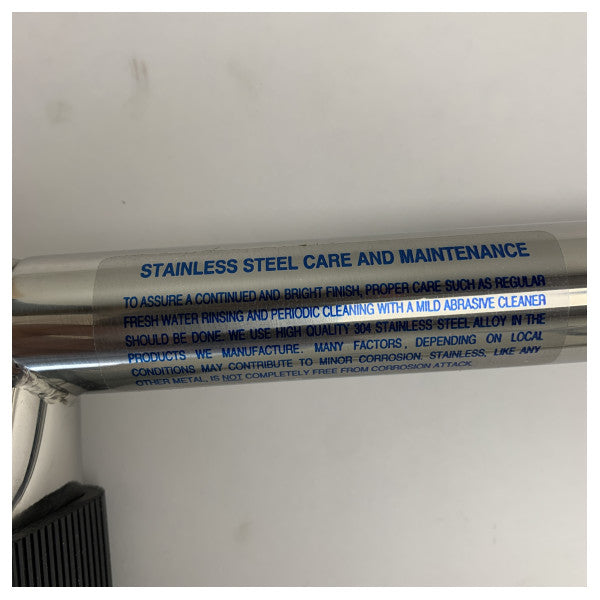 STAINLESS STEEL CARE AND MAINTENANCE
TO ASSURE A CONTINUED AND BRIGHT FINISH, PROPER CARE SUCH AS REGULAR
FRESH WATER RINSING AND PERIODIC CLEANING WITH A MILD ABRASIVE CLEANER
SHOULD BE DONE. WE USE HIGH QUALITY 304 STAINLESS STEEL ALLOY IN THE
PRODUCTS WE MANUFACTURE. MANY FACTORS, DEPENDING ON LOCAL
CONDITIONS MAY CONTRIBUTE TO MINOR CORROSION. STAINLESS, LIKE ANY
OTHER METAL, IS NOT COMPLETELY FREE FROM CORROSION ATTACK.